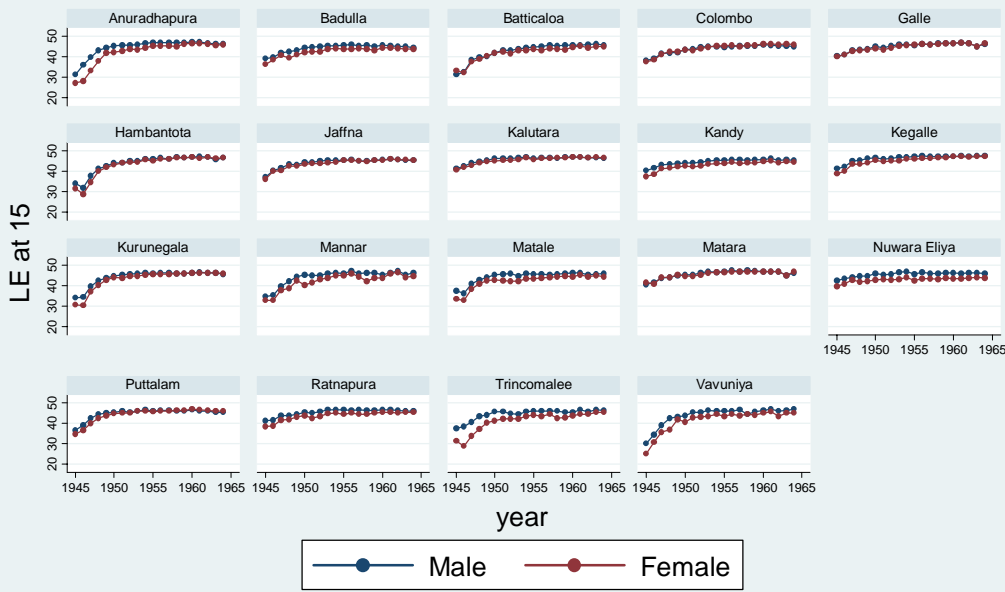 Anuradhapura Badulla Batticaloa Colombo Galle
50
40
30
20
Hambantota Jaffna Kalutara Kandy Kegalle
50
40
30
20
LE at 15
Kurunegala Mannar Matale Matara Nuwara Eliya
50
40
30
20
1945 1950 1955 1960 1965
Puttalam Ratnapura Trincomalee Vavuniya
50
40
30
20
1945 1950 1955 1960 1965 1945 1950 1955 1960 1965 1945 1950 1955 1960 1965 1945 1950 1955 1960 1965
year
Male Female